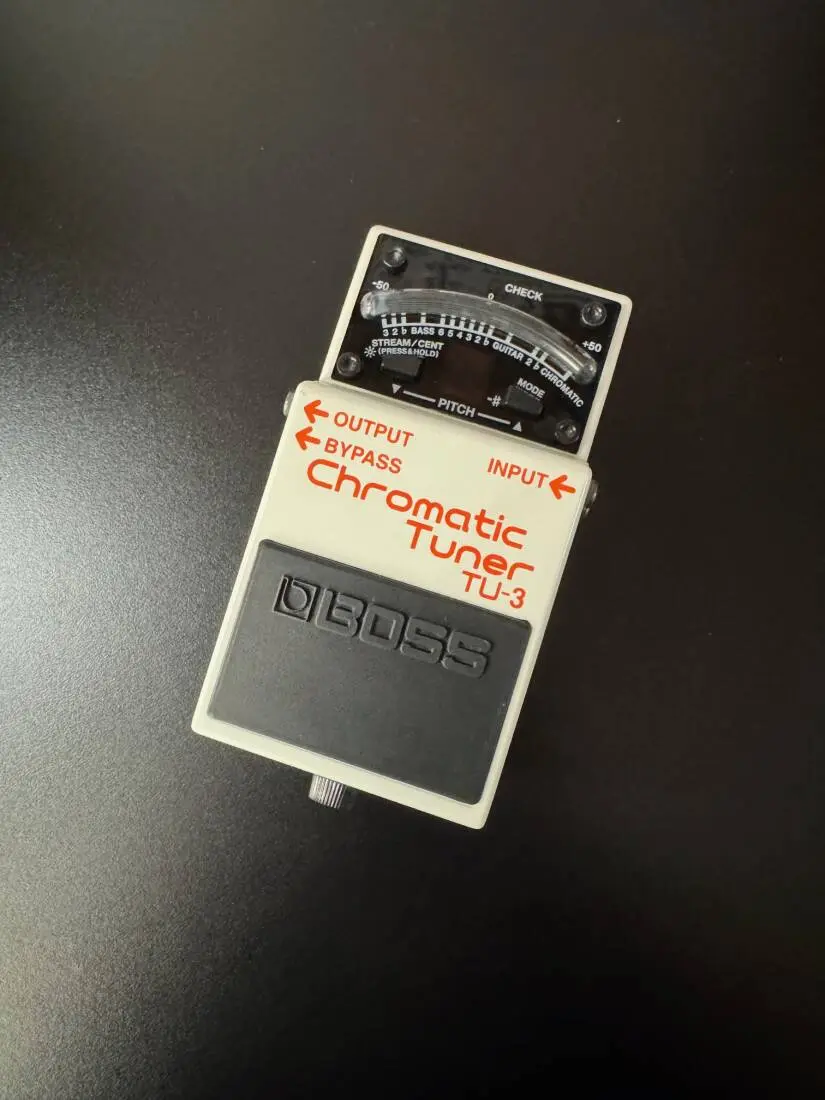 CHECK
-50 0 +50
3 2 ♭ BASS 6 5 4 3 2 ♭ GUITAR 2 ♭ CHROMATIC
STREAM/CENT
(PRESS&HOLD)
MODE
-#
▼ PITCH ▲
← OUTPUT
← BYPASS
INPUT ←
Chromatic
Tuner
TU-3
BOSS